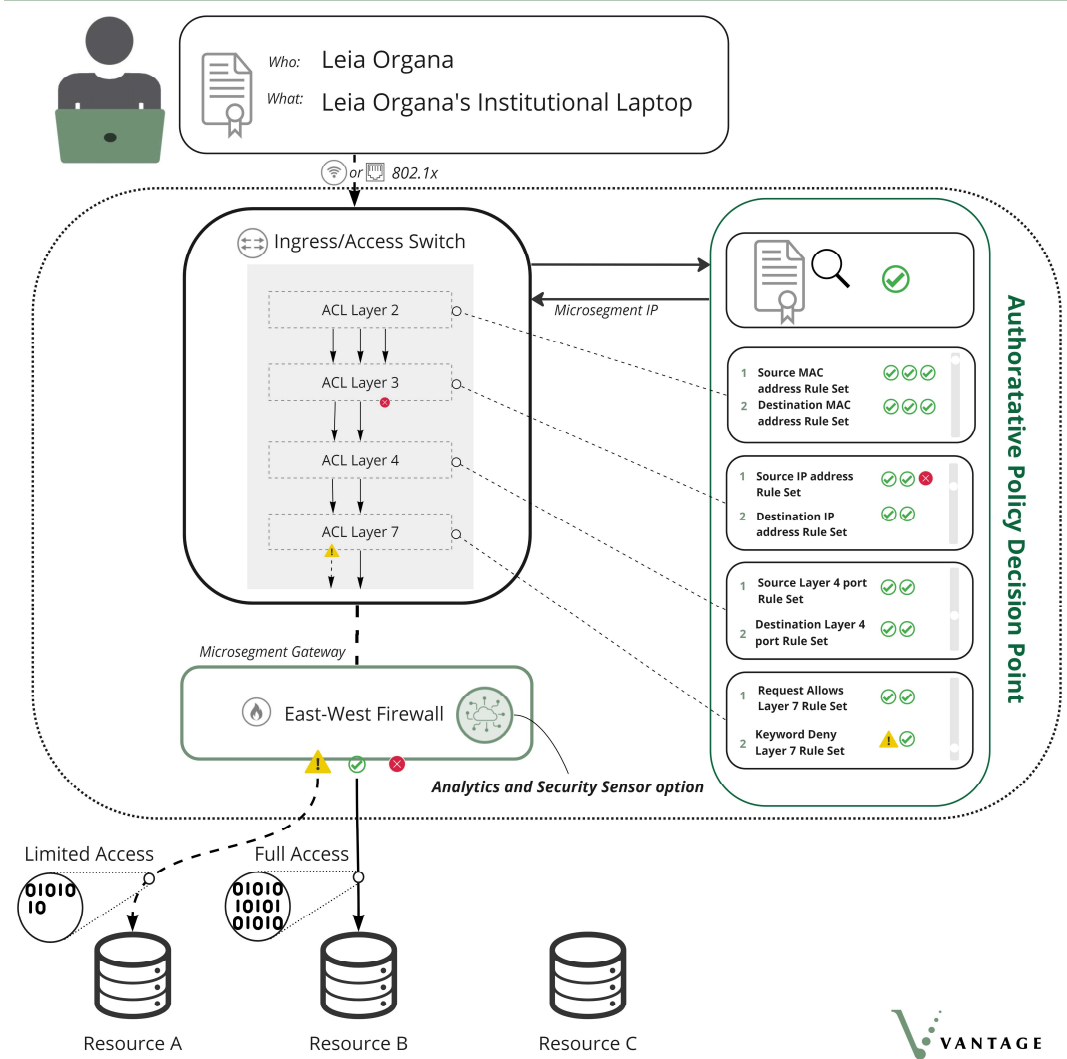 Who: Leia Organa
What: Leia Organa's Institutional Laptop
or 802.1x
Ingress/Access Switch
ACL Layer 2
ACL Layer 3
ACL Layer 4
ACL Layer 7
Microsegment IP
Authoratative Policy Decision Point
1 Source MAC
address Rule Set
2 Destination MAC
address Rule Set
1 Source IP address
Rule Set
2 Destination IP
address Rule Set
1 Source Layer 4 port
Rule Set
2 Destination Layer 4
port Rule Set
1 Request Allows
Layer 7 Rule Set
2 Keyword Deny
Layer 7 Rule Set
Microsegment Gateway
East-West Firewall
Analytics and Security Sensor option
Limited Access
01010
10
Full Access
01010
10101
01010
Resource A
Resource B
Resource C
VANTAGE